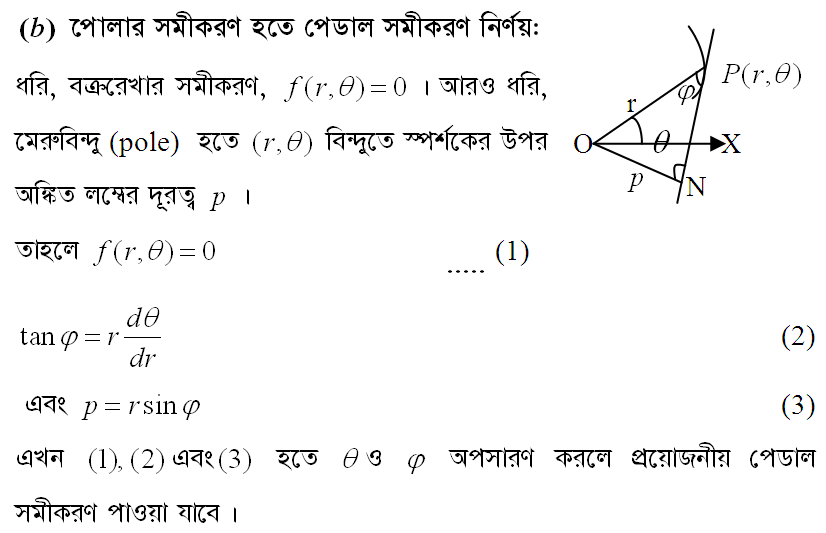 (b) পোলার সমীকরণ হতে পেডাল সমীকরণ নির্ণয়ঃ
ধরি, বক্ররেখার সমীকরণ, f(r,θ)=0 । আরও ধরি,
মেরুবিন্দু (pole) হতে (r,θ) বিন্দুতে স্পর্শকের উপর
অঙ্কিত লম্বের দূরত্ব p ।
তাহলে f(r,θ)=0 ..... (1)
P(r,θ)
φ
r
O θ X
p N
tan φ = r dθ/dr (2)
এবং p = r sin φ (3)
এখন (1), (2) এবং (3) হতে θ ও φ অপসারণ করলে প্রয়োজনীয় পেডাল
সমীকরণ পাওয়া যাবে ।